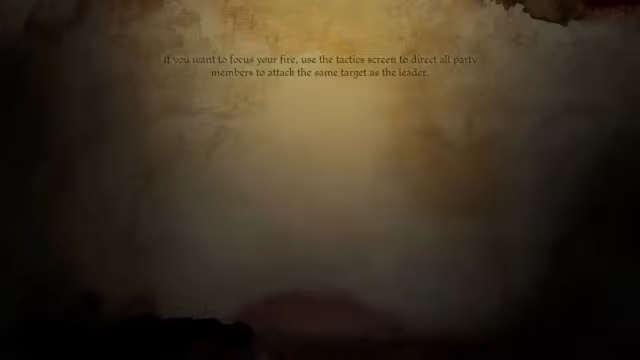 If you want to focus your fire, use the tactics screen to direct all party
members to attack the same target as the leader.